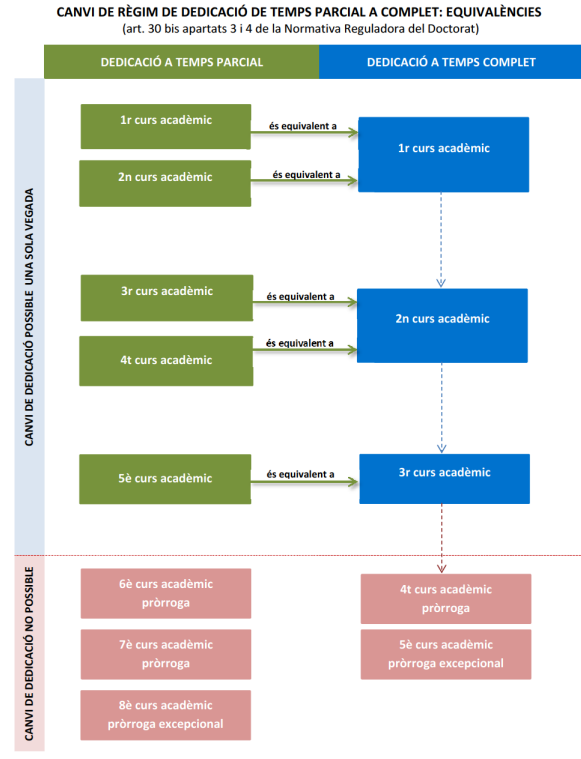 CANVI DE RÈGIM DE DEDICACIÓ DE TEMPS PARCIAL A COMPLET: EQUIVALÈNCIES
(art. 30 bis apartats 3 i 4 de la Normativa Reguladora del Doctorat)
DEDICACIÓ A TEMPS PARCIAL
DEDICACIÓ A TEMPS COMPLET
CANVI DE DEDICACIÓ POSSIBLE UNA SOLA VEGADA
1r curs acadèmic
és equivalent a
1r curs acadèmic
2n curs acadèmic
és equivalent a
3r curs acadèmic
és equivalent a
2n curs acadèmic
4t curs acadèmic
és equivalent a
5è curs acadèmic
és equivalent a
3r curs acadèmic
CANVI DE DEDICACIÓ NO POSSIBLE
6è curs acadèmic
pròrroga
4t curs acadèmic
pròrroga
7è curs acadèmic
pròrroga
5è curs acadèmic
pròrroga excepcional
8è curs acadèmic
pròrroga excepcional